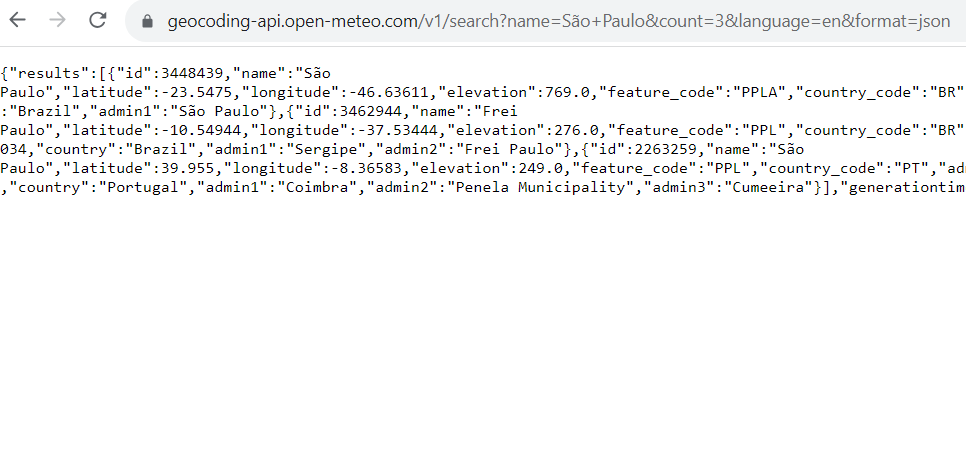 geocoding-api.open-meteo.com/v1/search?name=São+Paulo&count=3&language=en&format=json
{"results":[{"id":3448439,"name":"São
Paulo","latitude":-23.5475,"longitude":-46.63611,"elevation":769.0,"feature_code":"PPLA","country_code":"BR"
:"Brazil","admin1":"São Paulo"},{"id":3462944,"name":"Frei
Paulo","latitude":-10.54944,"longitude":-37.53444,"elevation":276.0,"feature_code":"PPL","country_code":"BR"
034,"country":"Brazil","admin1":"Sergipe","admin2":"Frei Paulo"},{"id":2263259,"name":"São
Paulo","latitude":39.955,"longitude":-8.36583,"elevation":249.0,"feature_code":"PPL","country_code":"PT","ad
,"country":"Portugal","admin1":"Coimbra","admin2":"Penela Municipality","admin3":"Cumeeira"}],"generationtim